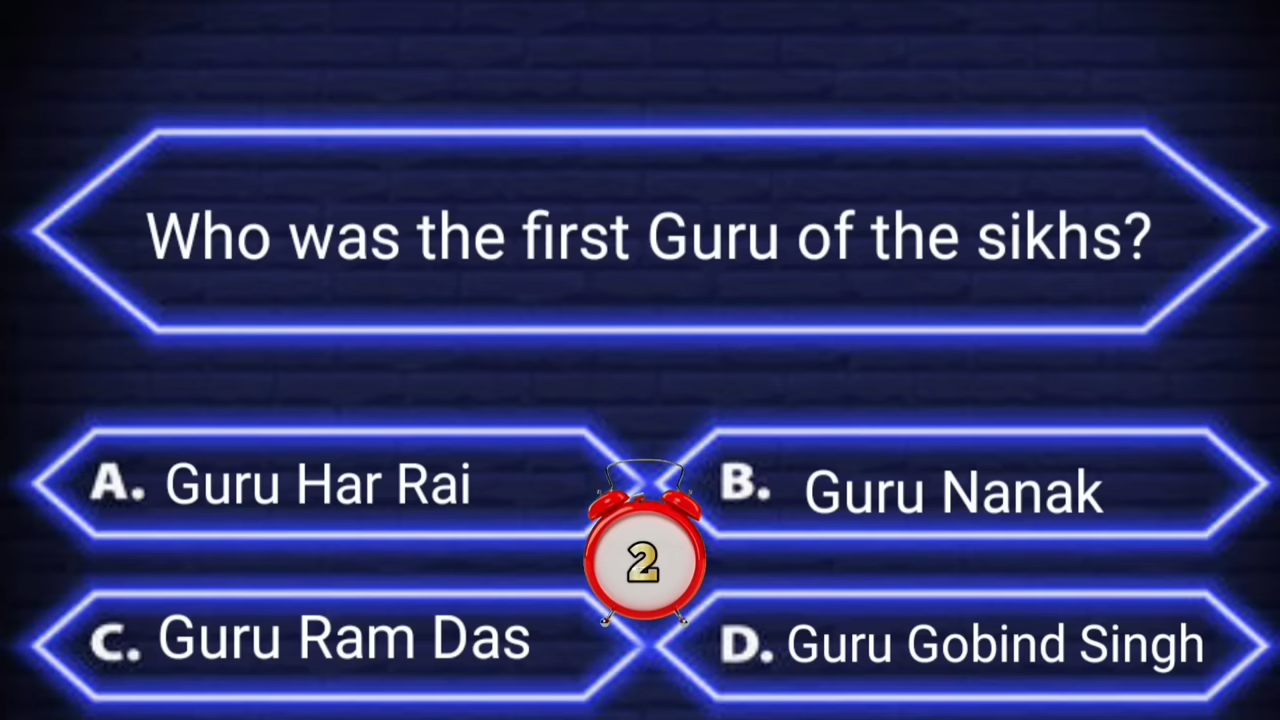 Who was the first Guru of the sikhs?
A. Guru Har Rai
B. Guru Nanak
2
C. Guru Ram Das
D. Guru Gobind Singh